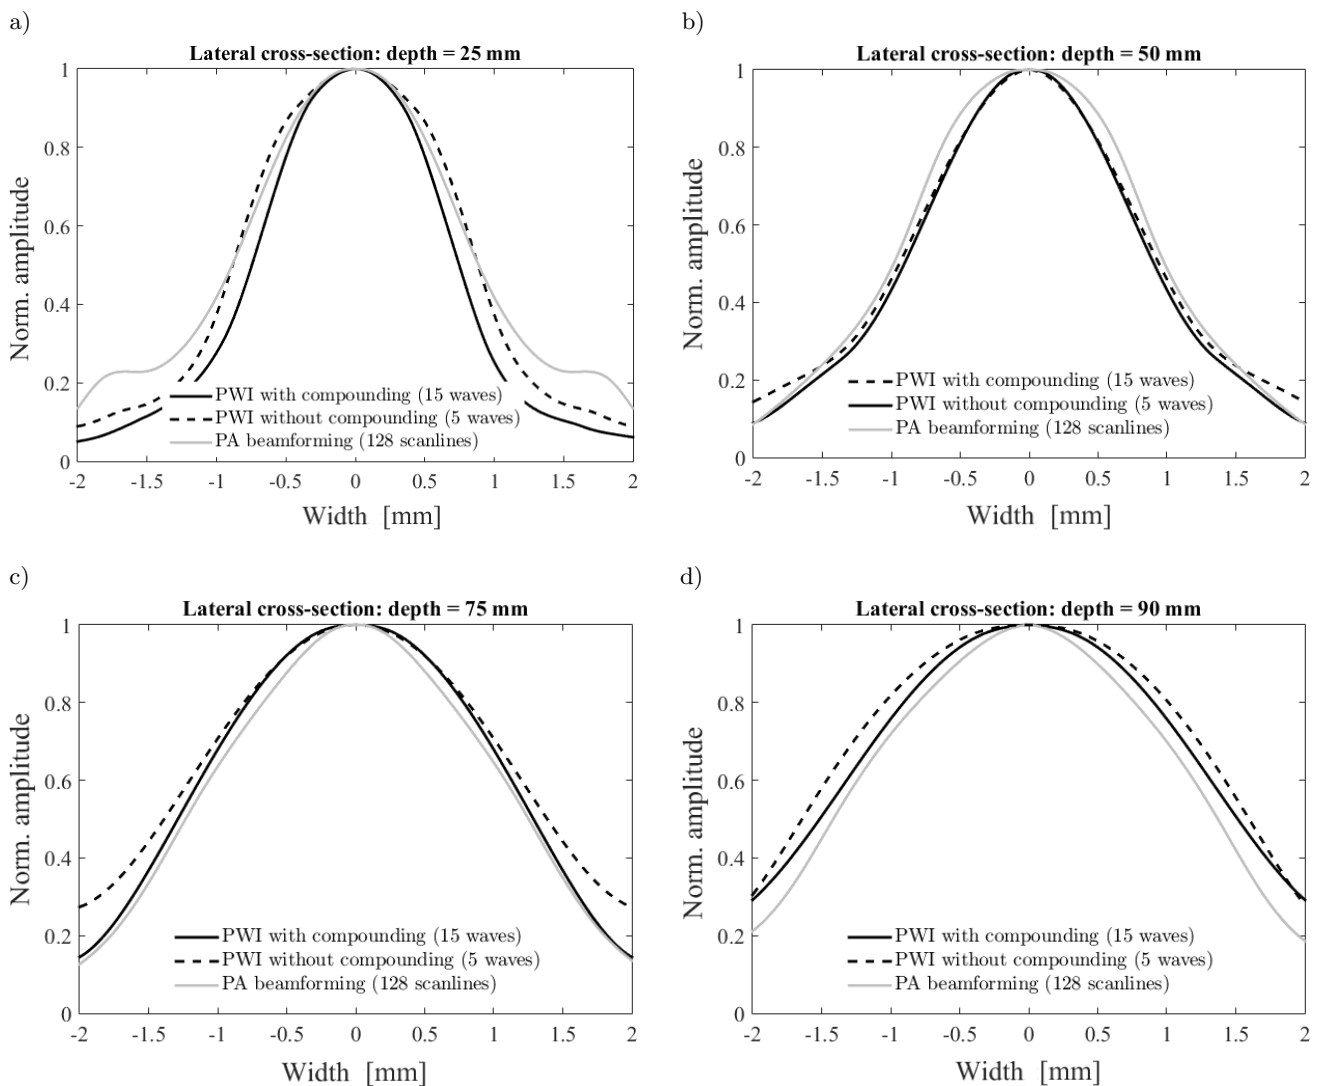 a)
Lateral cross-section: depth = 25 mm
1
0.8
0.6
0.4
0.2
0
Norm. amplitude
PWI with compounding (15 waves)
PWI without compounding (5 waves)
PA beamforming (128 scanlines)
-2 -1.5 -1 -0.5 0 0.5 1 1.5 2
Width [mm]
b)
Lateral cross-section: depth = 50 mm
1
0.8
0.6
0.4
0.2
0
Norm. amplitude
PWI with compounding (15 waves)
PWI without compounding (5 waves)
PA beamforming (128 scanlines)
-2 -1.5 -1 -0.5 0 0.5 1 1.5 2
Width [mm]
c)
Lateral cross-section: depth = 75 mm
1
0.8
0.6
0.4
0.2
0
Norm. amplitude
PWI with compounding (15 waves)
PWI without compounding (5 waves)
PA beamforming (128 scanlines)
-2 -1.5 -1 -0.5 0 0.5 1 1.5 2
Width [mm]
d)
Lateral cross-section: depth = 90 mm
1
0.8
0.6
0.4
0.2
0
Norm. amplitude
PWI with compounding (15 waves)
PWI without compounding (5 waves)
PA beamforming (128 scanlines)
-2 -1.5 -1 -0.5 0 0.5 1 1.5 2
Width [mm]